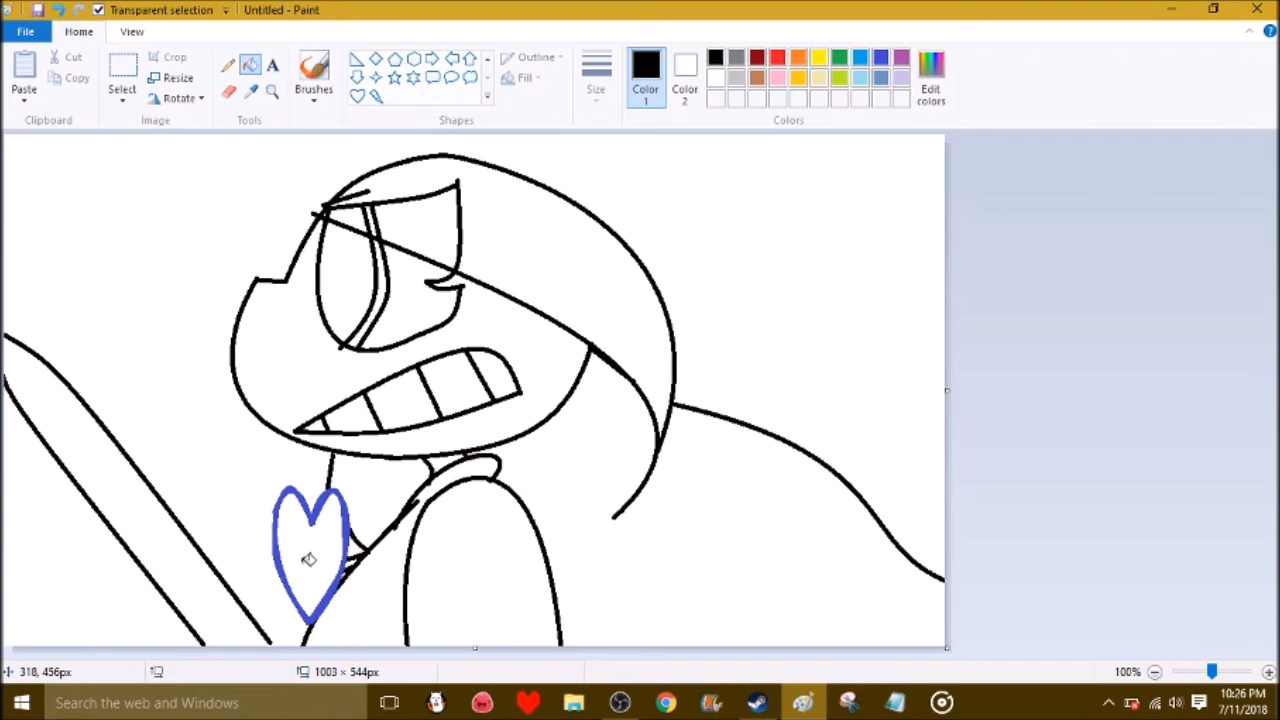 Transparent selection
Untitled - Paint
File
Home
View
Paste
Cut
Copy
Clipboard
Select
Crop
Resize
Rotate
Image
A
Tools
Brushes
Outline
Fill
Shapes
Size
Color 1
Color 2
Edit colors
Colors
318, 456px
1003 × 544px
100%
Search the web and Windows
10:26 PM
7/11/2018